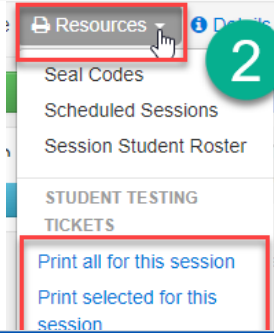 Resources
Details
2
Seal Codes
Scheduled Sessions
Session Student Roster
STUDENT TESTING
TICKETS
Print all for this session
Print selected for this
session